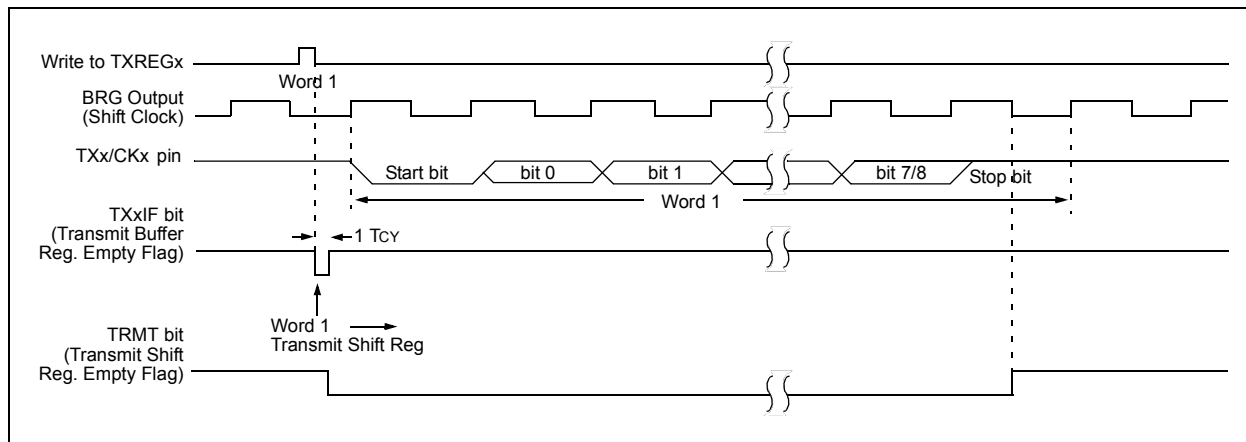 Write to TXREGx
Word 1
BRG Output
(Shift Clock)
TXx/CKx pin
Start bit
bit 0
bit 1
bit 7/8
Stop bit
Word 1
TXxIF bit
(Transmit Buffer
Reg. Empty Flag)
1 TCY
Word 1
Transmit Shift Reg
TRMT bit
(Transmit Shift
Reg. Empty Flag)